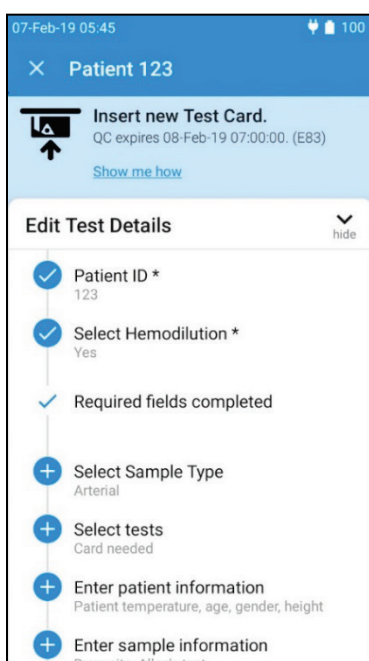 07-Feb-19 05:45 100
Patient 123
Insert new Test Card.
QC expires 08-Feb-19 07:00:00. (E83)
Show me how
Edit Test Details
hide
Patient ID *
123
Select Hemodilution *
Yes
Required fields completed
Select Sample Type
Arterial
Select tests
Card needed
Enter patient information
Patient temperature, age, gender, height
Enter sample information